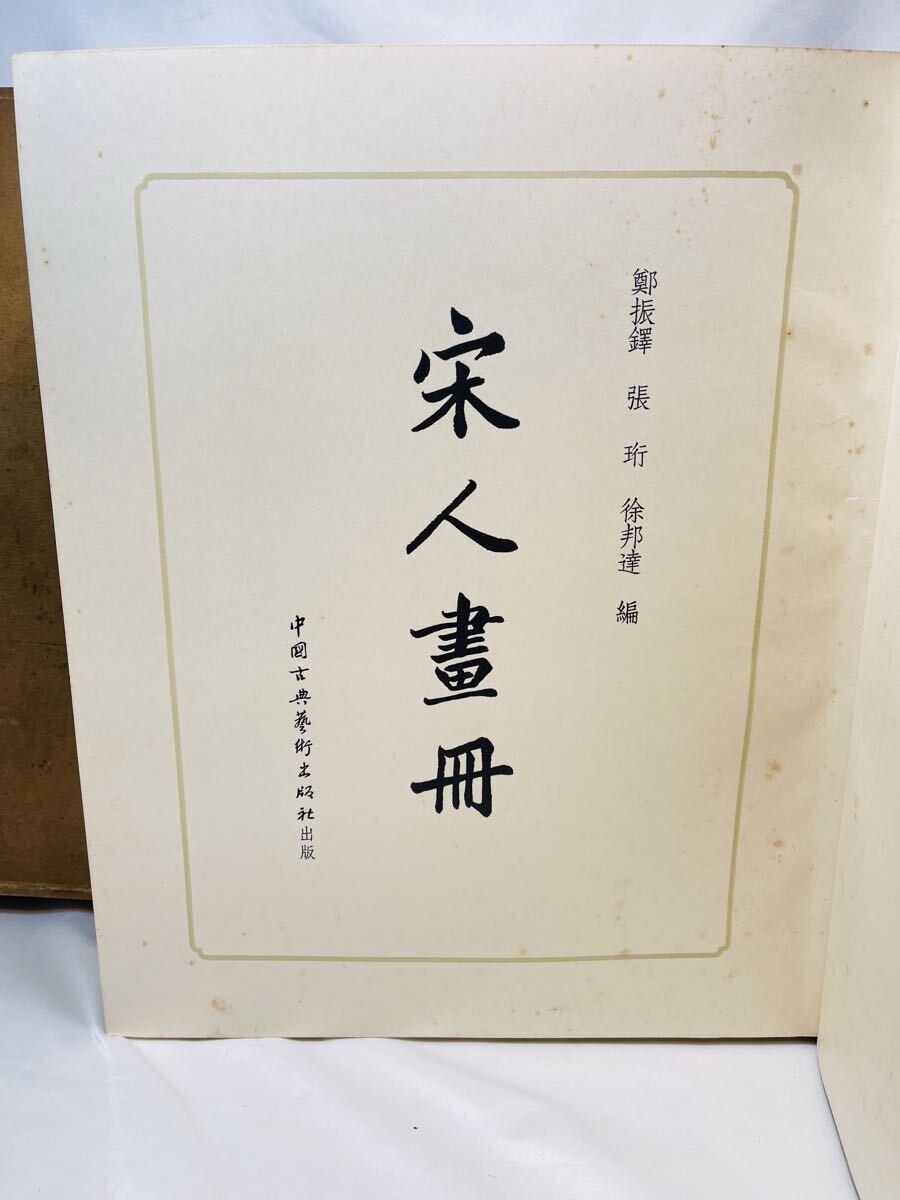 鄭振鐸 張珩 徐邦達 編
宋人畫冊
中國古典藝術出版社出版